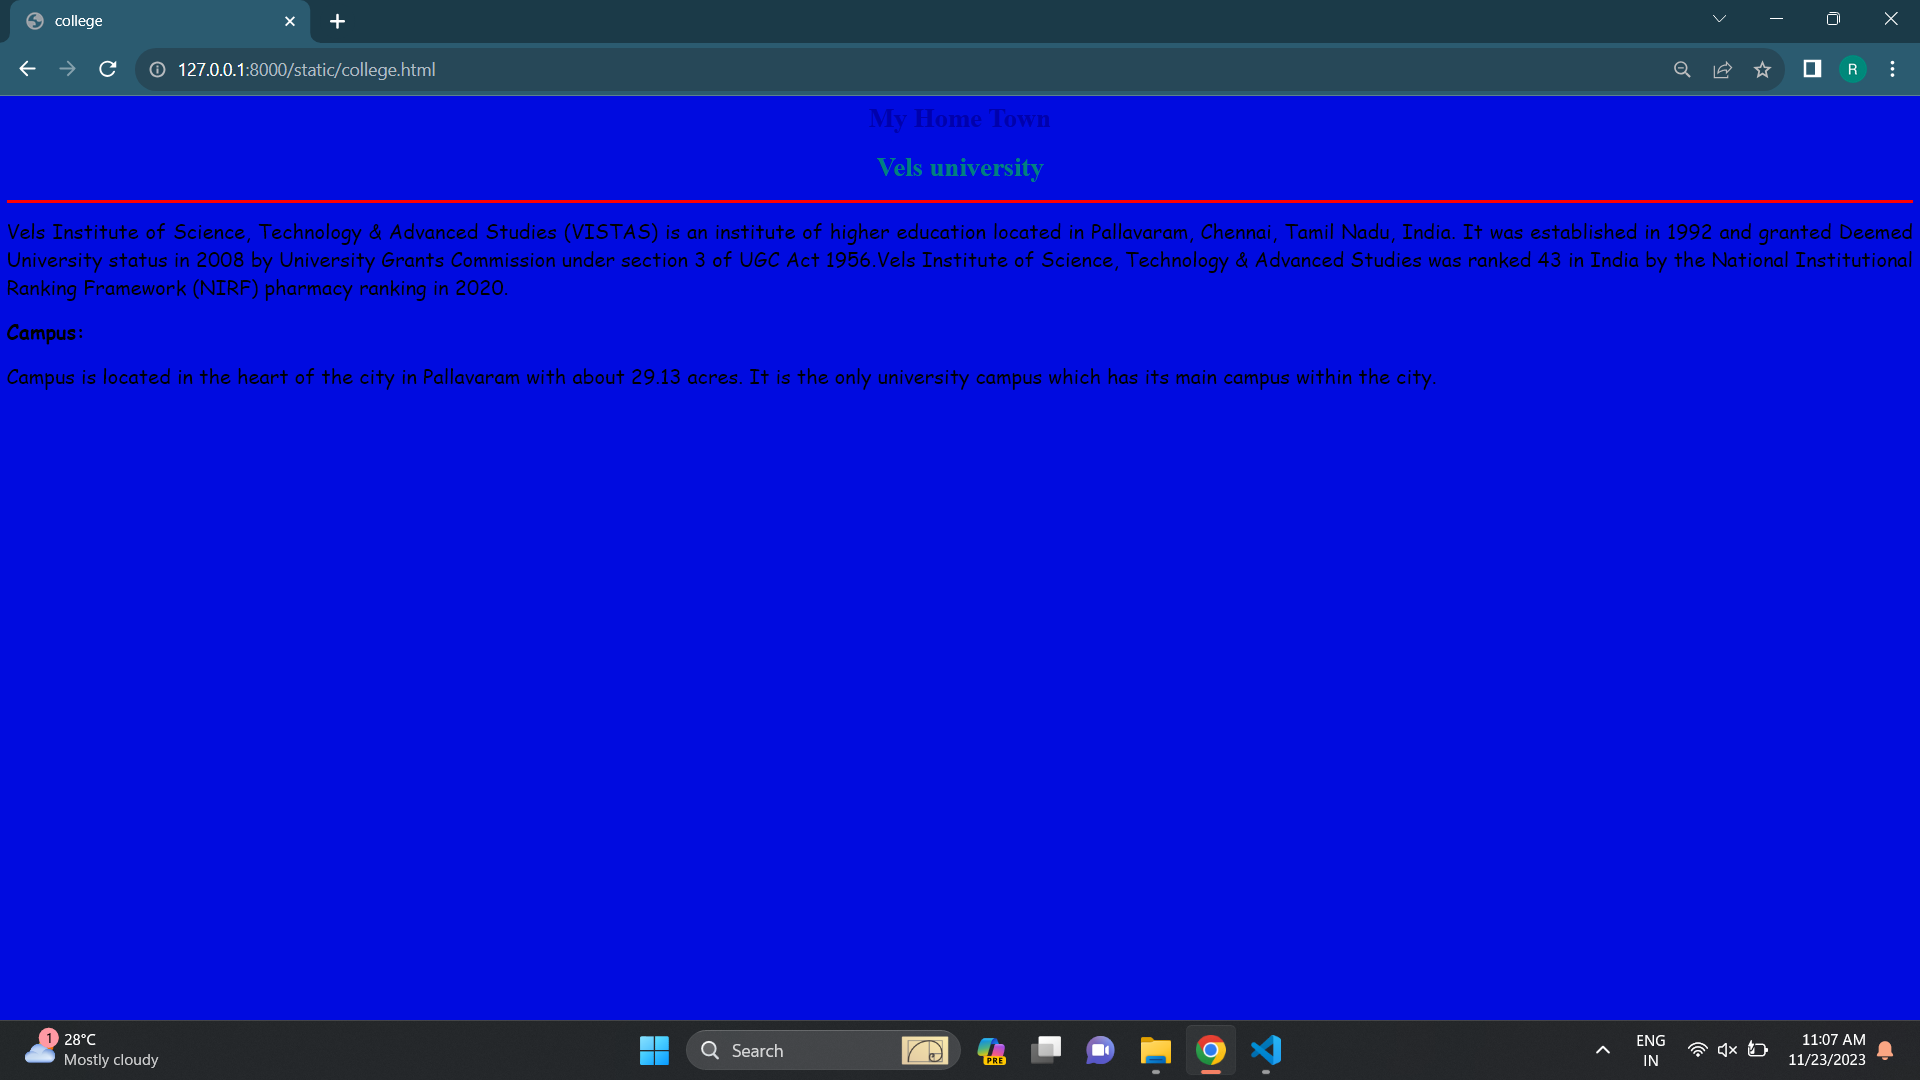 college
127.0.0.1:8000/static/college.html
R
My Home Town
Vels university
Vels Institute of Science, Technology & Advanced Studies (VISTAS) is an institute of higher education located in Pallavaram, Chennai, Tamil Nadu, India. It was established in 1992 and granted Deemed
University status in 2008 by University Grants Commission under section 3 of UGC Act 1956.Vels Institute of Science, Technology & Advanced Studies was ranked 43 in India by the National Institutional
Ranking Framework (NIRF) pharmacy ranking in 2020.
Campus:
Campus is located in the heart of the city in Pallavaram with about 29.13 acres. It is the only university campus which has its main campus within the city.
1
28°C
Mostly cloudy
Search
PRE
ENG
IN
11:07 AM
11/23/2023